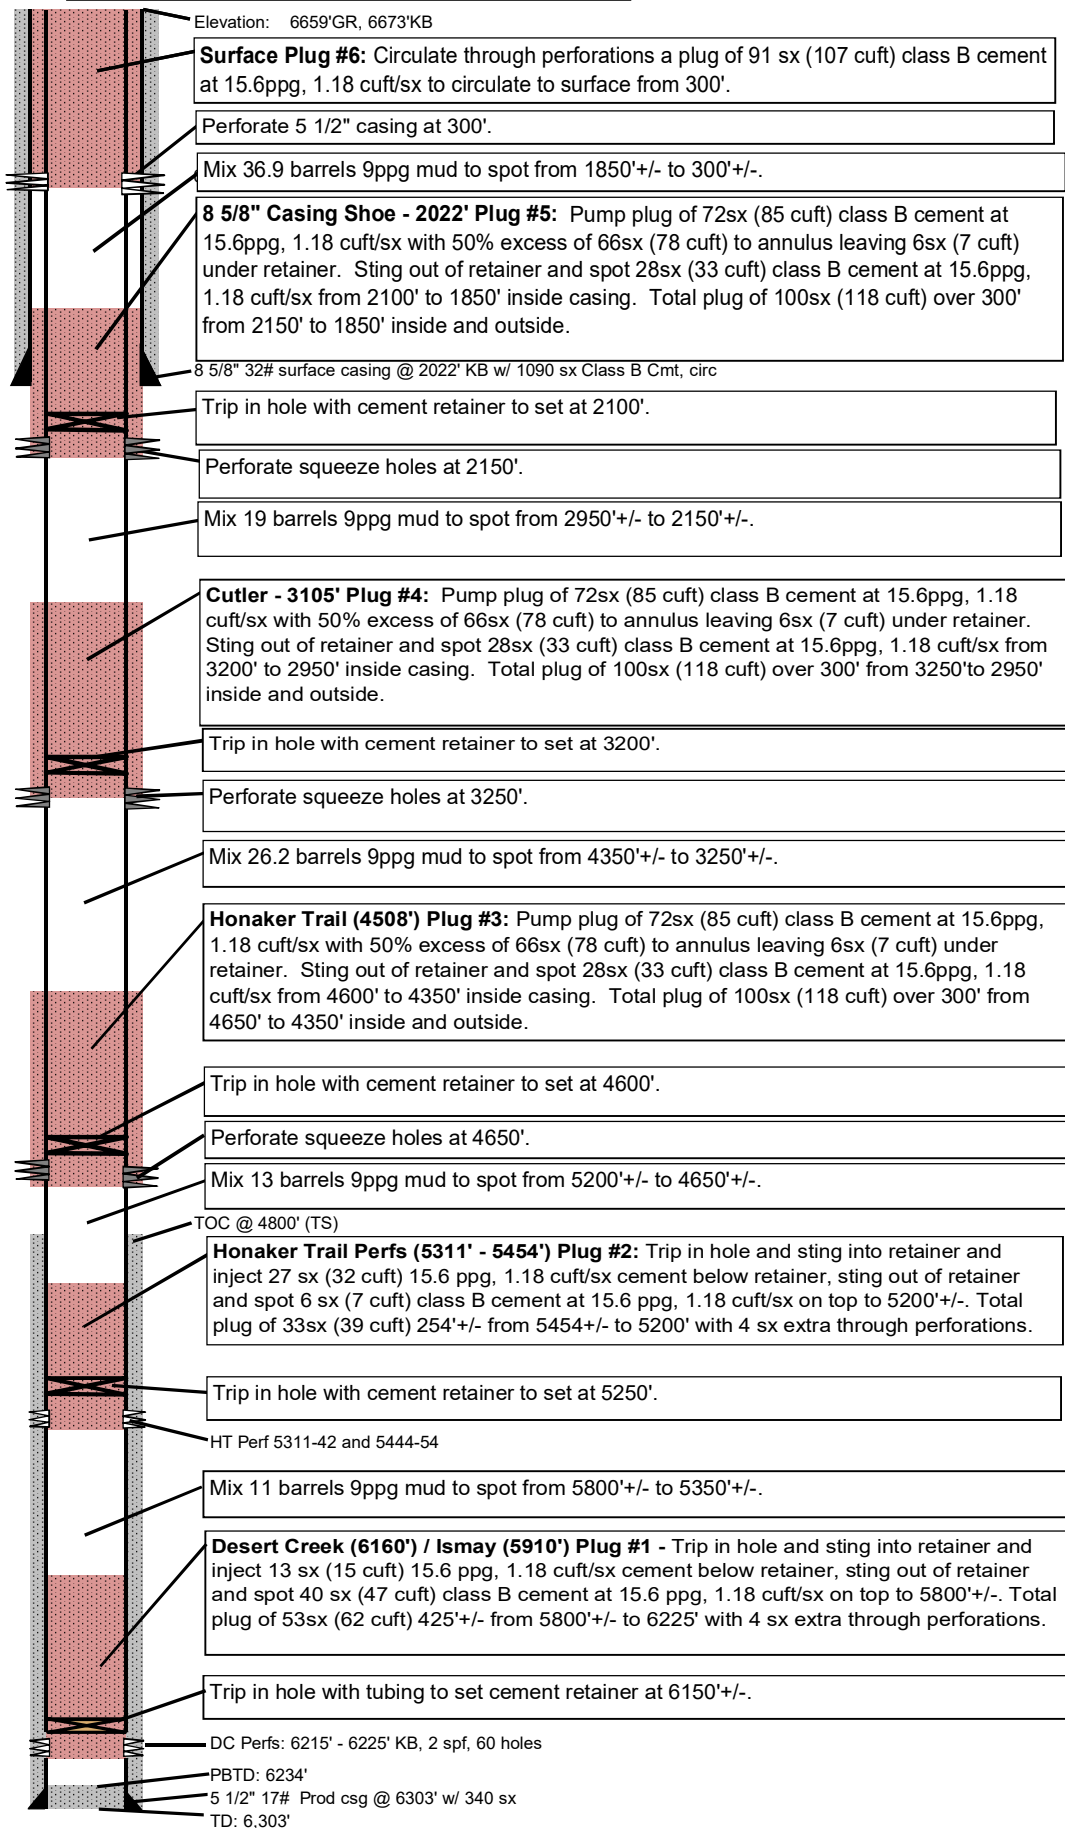 Elevation: 6659'GR, 6673'KB
Surface Plug #6: Circulate through perforations a plug of 91 sx (107 cuft) class B cement
at 15.6ppg, 1.18 cuft/sx to circulate to surface from 300'.
Perforate 5 1/2" casing at 300'.
Mix 36.9 barrels 9ppg mud to spot from 1850'+/- to 300'+/-.
8 5/8" Casing Shoe - 2022' Plug #5: Pump plug of 72sx (85 cuft) class B cement at
15.6ppg, 1.18 cuft/sx with 50% excess of 66sx (78 cuft) to annulus leaving 6sx (7 cuft)
under retainer. Sting out of retainer and spot 28sx (33 cuft) class B cement at 15.6ppg,
1.18 cuft/sx from 2100' to 1850' inside casing. Total plug of 100sx (118 cuft) over 300'
from 2150' to 1850' inside and outside.
8 5/8" 32# surface casing @ 2022' KB w/ 1090 sx Class B Cmt, circ
Trip in hole with cement retainer to set at 2100'.
Perforate squeeze holes at 2150'.
Mix 19 barrels 9ppg mud to spot from 2950'+/- to 2150'+/-.
Cutler - 3105' Plug #4: Pump plug of 72sx (85 cuft) class B cement at 15.6ppg, 1.18
cuft/sx with 50% excess of 66sx (78 cuft) to annulus leaving 6sx (7 cuft) under retainer.
Sting out of retainer and spot 28sx (33 cuft) class B cement at 15.6ppg, 1.18 cuft/sx from
3200' to 2950' inside casing. Total plug of 100sx (118 cuft) over 300' from 3250'to 2950'
inside and outside.
Trip in hole with cement retainer to set at 3200'.
Perforate squeeze holes at 3250'.
Mix 26.2 barrels 9ppg mud to spot from 4350'+/- to 3250'+/-.
Honaker Trail (4508') Plug #3: Pump plug of 72sx (85 cuft) class B cement at 15.6ppg,
1.18 cuft/sx with 50% excess of 66sx (78 cuft) to annulus leaving 6sx (7 cuft) under
retainer. Sting out of retainer and spot 28sx (33 cuft) class B cement at 15.6ppg, 1.18
cuft/sx from 4600' to 4350' inside casing. Total plug of 100sx (118 cuft) over 300' from
4650' to 4350' inside and outside.
Trip in hole with cement retainer to set at 4600'.
Perforate squeeze holes at 4650'.
Mix 13 barrels 9ppg mud to spot from 5200'+/- to 4650'+/-.
TOC @ 4800' (TS)
Honaker Trail Perfs (5311' - 5454') Plug #2: Trip in hole and sting into retainer and
inject 27 sx (32 cuft) 15.6 ppg, 1.18 cuft/sx cement below retainer, sting out of retainer
and spot 6 sx (7 cuft) class B cement at 15.6 ppg, 1.18 cuft/sx on top to 5200'+/-. Total
plug of 33sx (39 cuft) 254'+/- from 5454+/- to 5200' with 4 sx extra through perforations.
Trip in hole with cement retainer to set at 5250'.
HT Perf 5311-42 and 5444-54
Mix 11 barrels 9ppg mud to spot from 5800'+/- to 5350'+/-.
Desert Creek (6160') / Ismay (5910') Plug #1 - Trip in hole and sting into retainer and
inject 13 sx (15 cuft) 15.6 ppg, 1.18 cuft/sx cement below retainer, sting out of retainer
and spot 40 sx (47 cuft) class B cement at 15.6 ppg, 1.18 cuft/sx on top to 5800'+/-. Total
plug of 53sx (62 cuft) 425'+/- from 5800'+/- to 6225' with 4 sx extra through perforations.
Trip in hole with tubing to set cement retainer at 6150'+/-.
DC Perfs: 6215' - 6225' KB, 2 spf, 60 holes
PBTD: 6234'
5 1/2" 17# Prod csg @ 6303' w/ 340 sx
TD: 6,303'